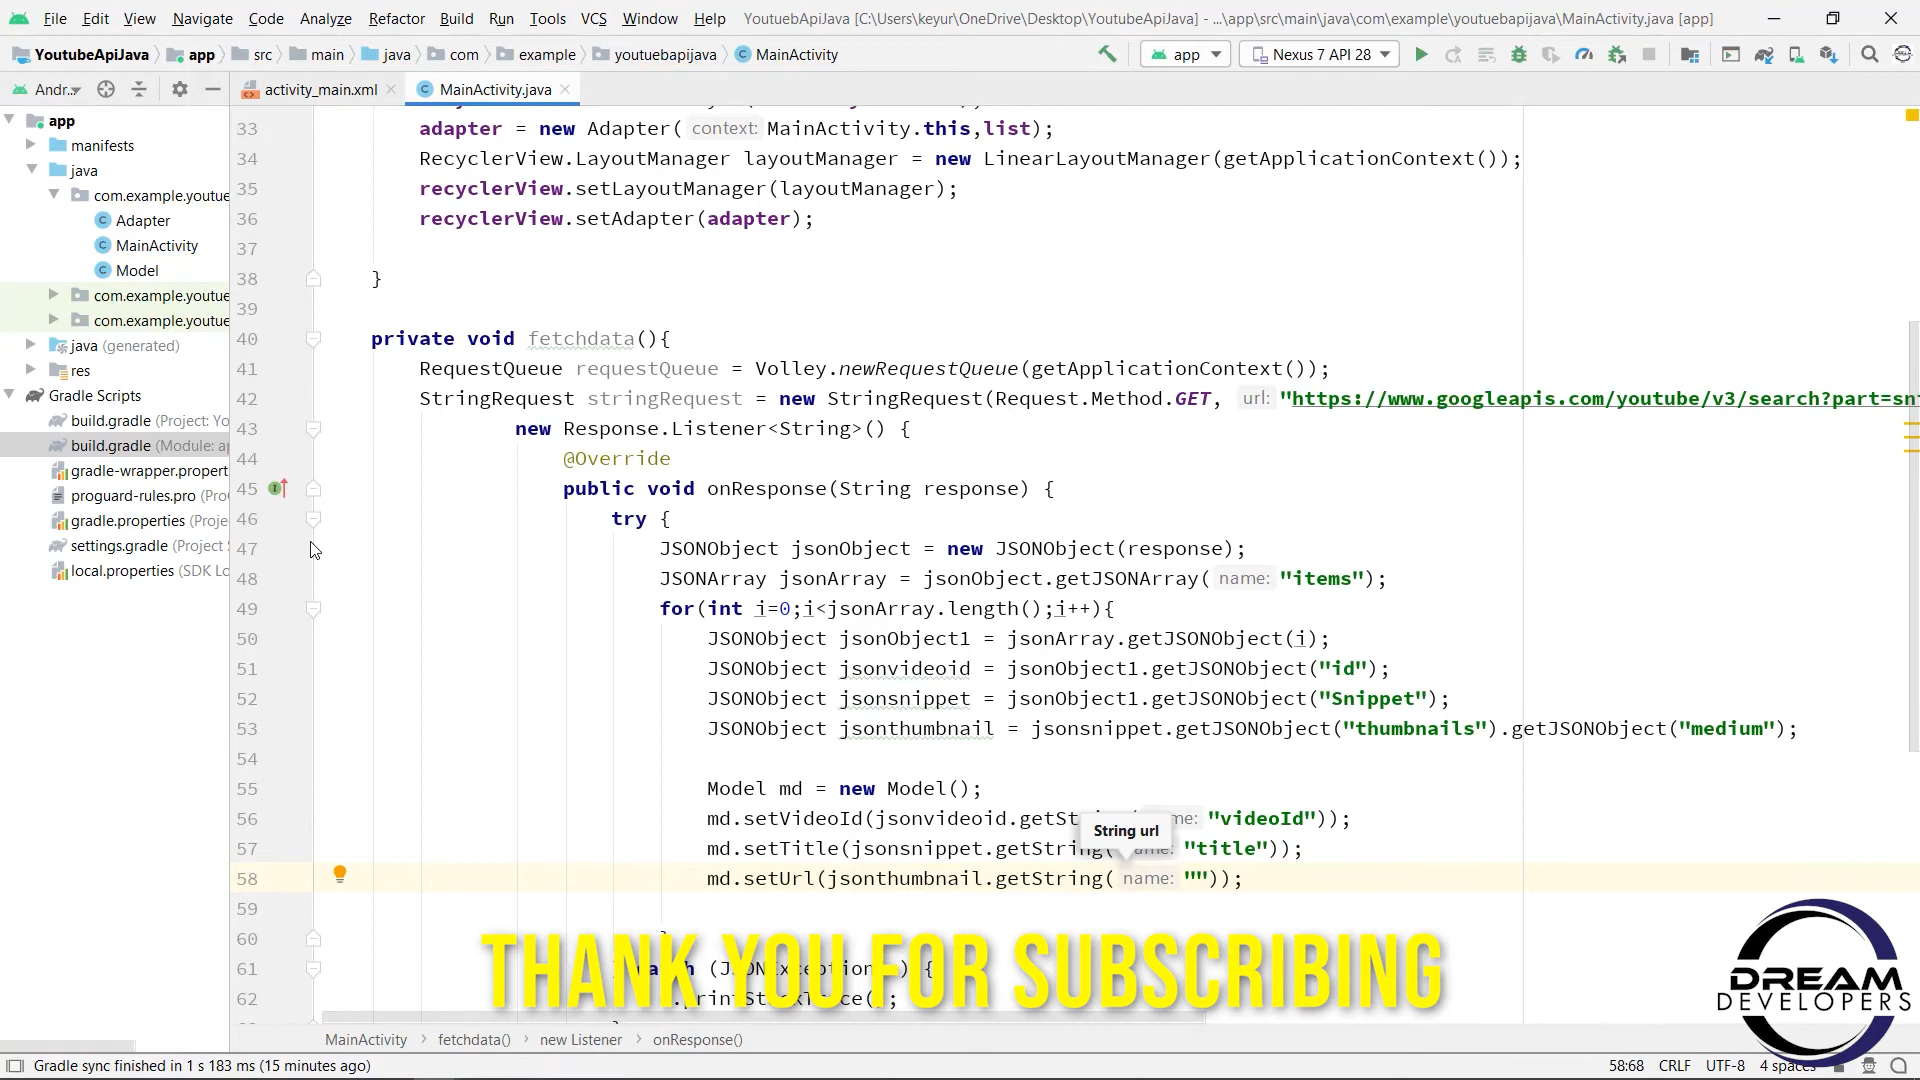 File Edit View Navigate Code Analyze Refactor Build Run Tools VCS Window Help YoutuebApiJava [C:\Users\keyur\OneDrive\Desktop\YoutubeApiJava] - ...\app\src\main\java\com\example\youtuebapijava\MainActivity.java [app]
YoutubeApiJava app src main java com example youtuebapijava MainActivity app Nexus 7 API 28
Andr.. activity_main.xml MainActivity.java
app
manifests
java
com.example.youtue
Adapter
MainActivity
Model
com.example.youtue
com.example.youtue
java (generated)
res
Gradle Scripts
build.gradle (Project: Yo
build.gradle (Module: ap
gradle-wrapper.propert
proguard-rules.pro (Pro
gradle.properties (Proje
settings.gradle (Project S
local.properties (SDK Lo
33 adapter = new Adapter( context: MainActivity.this,list);
34 RecyclerView.LayoutManager layoutManager = new LinearLayoutManager(getApplicationContext());
35 recyclerView.setLayoutManager(layoutManager);
36 recyclerView.setAdapter(adapter);
37
38 }
39
40 private void fetchdata(){
41 RequestQueue requestQueue = Volley.newRequestQueue(getApplicationContext());
42 StringRequest stringRequest = new StringRequest(Request.Method.GET, url: "https://www.googleapis.com/youtube/v3/search?part=sn
43 new Response.Listener<String>() {
44 @Override
45 public void onResponse(String response) {
46 try {
47 JSONObject jsonObject = new JSONObject(response);
48 JSONArray jsonArray = jsonObject.getJSONArray( name: "items");
49 for(int i=0;i<jsonArray.length();i++){
50 JSONObject jsonObject1 = jsonArray.getJSONObject(i);
51 JSONObject jsonvideoid = jsonObject1.getJSONObject("id");
52 JSONObject jsonsnippet = jsonObject1.getJSONObject("Snippet");
53 JSONObject jsonthumbnail = jsonsnippet.getJSONObject("thumbnails").getJSONObject("medium");
54
55 Model md = new Model();
56 md.setVideoId(jsonvideoid.getSt me: "videoId"));
String url
57 md.setTitle(jsonsnippet.getString( name: "title"));
58 md.setUrl(jsonthumbnail.getString( name: ""));
59
60
61 (JSONException ) {
62
THANK YOU FOR SUBSCRIBING
DREAM
DEVELOPERS
MainActivity fetchdata() new Listener onResponse()
Gradle sync finished in 1 s 183 ms (15 minutes ago) 58:68 CRLF UTF-8 4 spaces